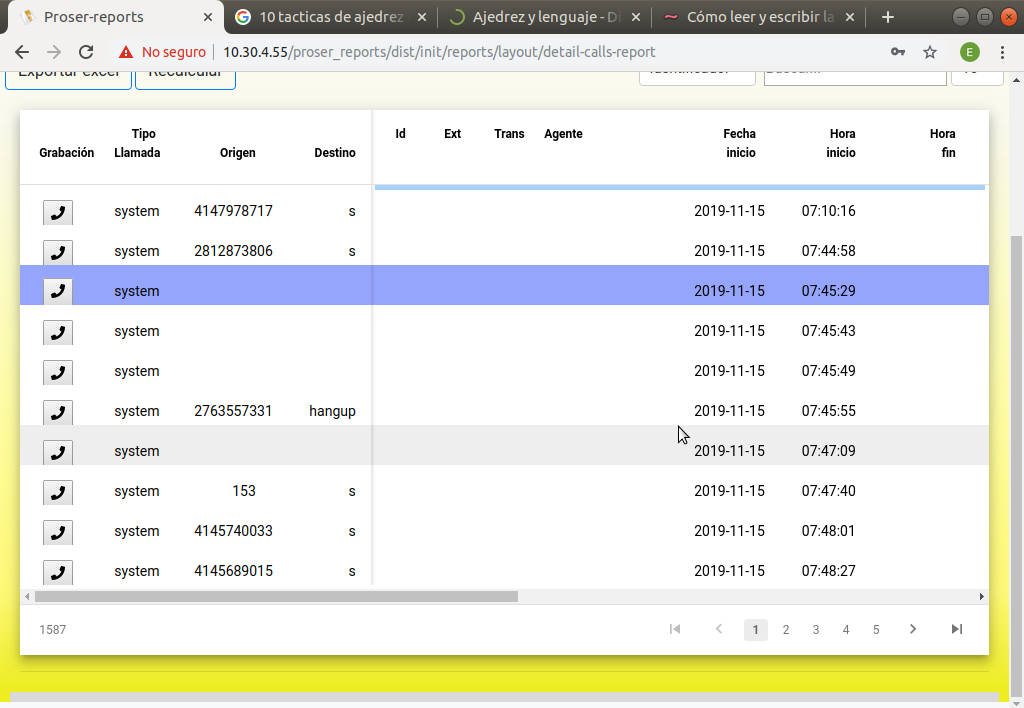 Proser-reports
10 tacticas de ajedrez
Ajedrez y lenguaje - Di
Cómo leer y escribir la
No seguro
10.30.4.55/proser_reports/dist/init/reports/layout/detail-calls-report
E
Exportar excel
Recalcular
Identificador
Buscar...
10
Grabación
Tipo
Llamada
Origen
Destino
Id
Ext
Trans
Agente
Fecha
inicio
Hora
inicio
Hora
fin
system 4147978717 s 2019-11-15 07:10:16
system 2812873806 s 2019-11-15 07:44:58
system 2019-11-15 07:45:29
system 2019-11-15 07:45:43
system 2019-11-15 07:45:49
system 2763557331 hangup 2019-11-15 07:45:55
system 2019-11-15 07:47:09
system 153 s 2019-11-15 07:47:40
system 4145740033 s 2019-11-15 07:48:01
system 4145689015 s 2019-11-15 07:48:27
1587
1 2 3 4 5